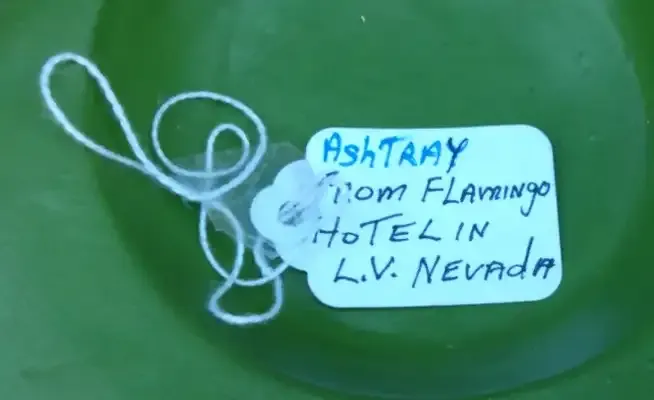 AshTRAY
From FLAmingo
HoTEL IN
L.V. NEVAdA